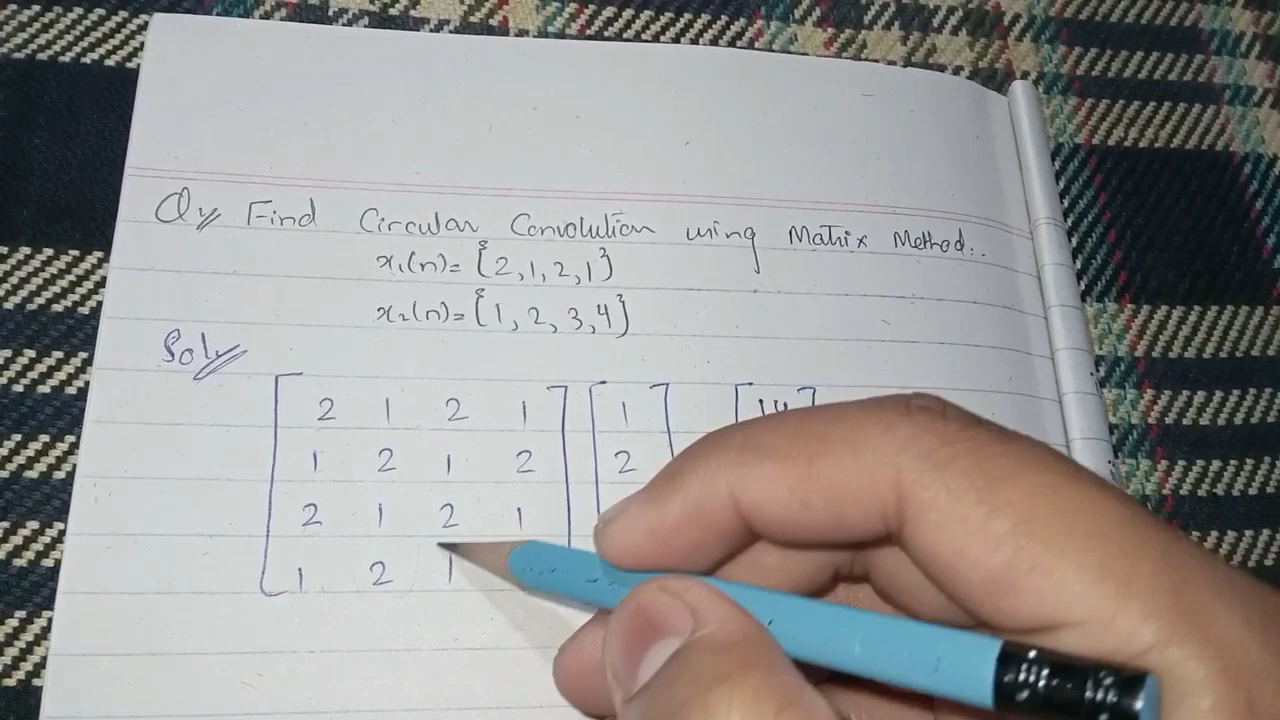 Q// Find Circular Convolution using Matrix Method:.
x₁(n)= {2,1,2,1}
x₂(n)= {1, 2, 3, 4}
Sol//
2 1 2 1 1 14
1 2 1 2 2
2 1 2 1
1 2 1